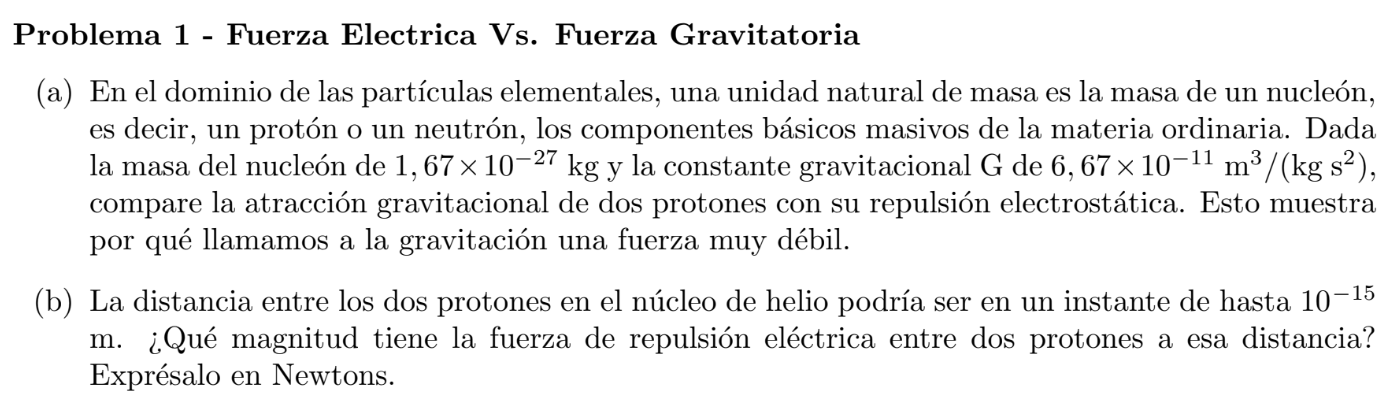 Problema 1 - Fuerza Electrica Vs. Fuerza Gravitatoria
(a) En el dominio de las partículas elementales, una unidad natural de masa es la masa de un nucleón,
es decir, un protón o un neutrón, los componentes básicos masivos de la materia ordinaria. Dada
la masa del nucleón de 1,67×10⁻²⁷ kg y la constante gravitacional G de 6,67×10⁻¹¹ m³/(kg s²),
compare la atracción gravitacional de dos protones con su repulsión electrostática. Esto muestra
por qué llamamos a la gravitación una fuerza muy débil.
(b) La distancia entre los dos protones en el núcleo de helio podría ser en un instante de hasta 10⁻¹⁵
m. ¿Qué magnitud tiene la fuerza de repulsión eléctrica entre dos protones a esa distancia?
Exprésalo en Newtons.